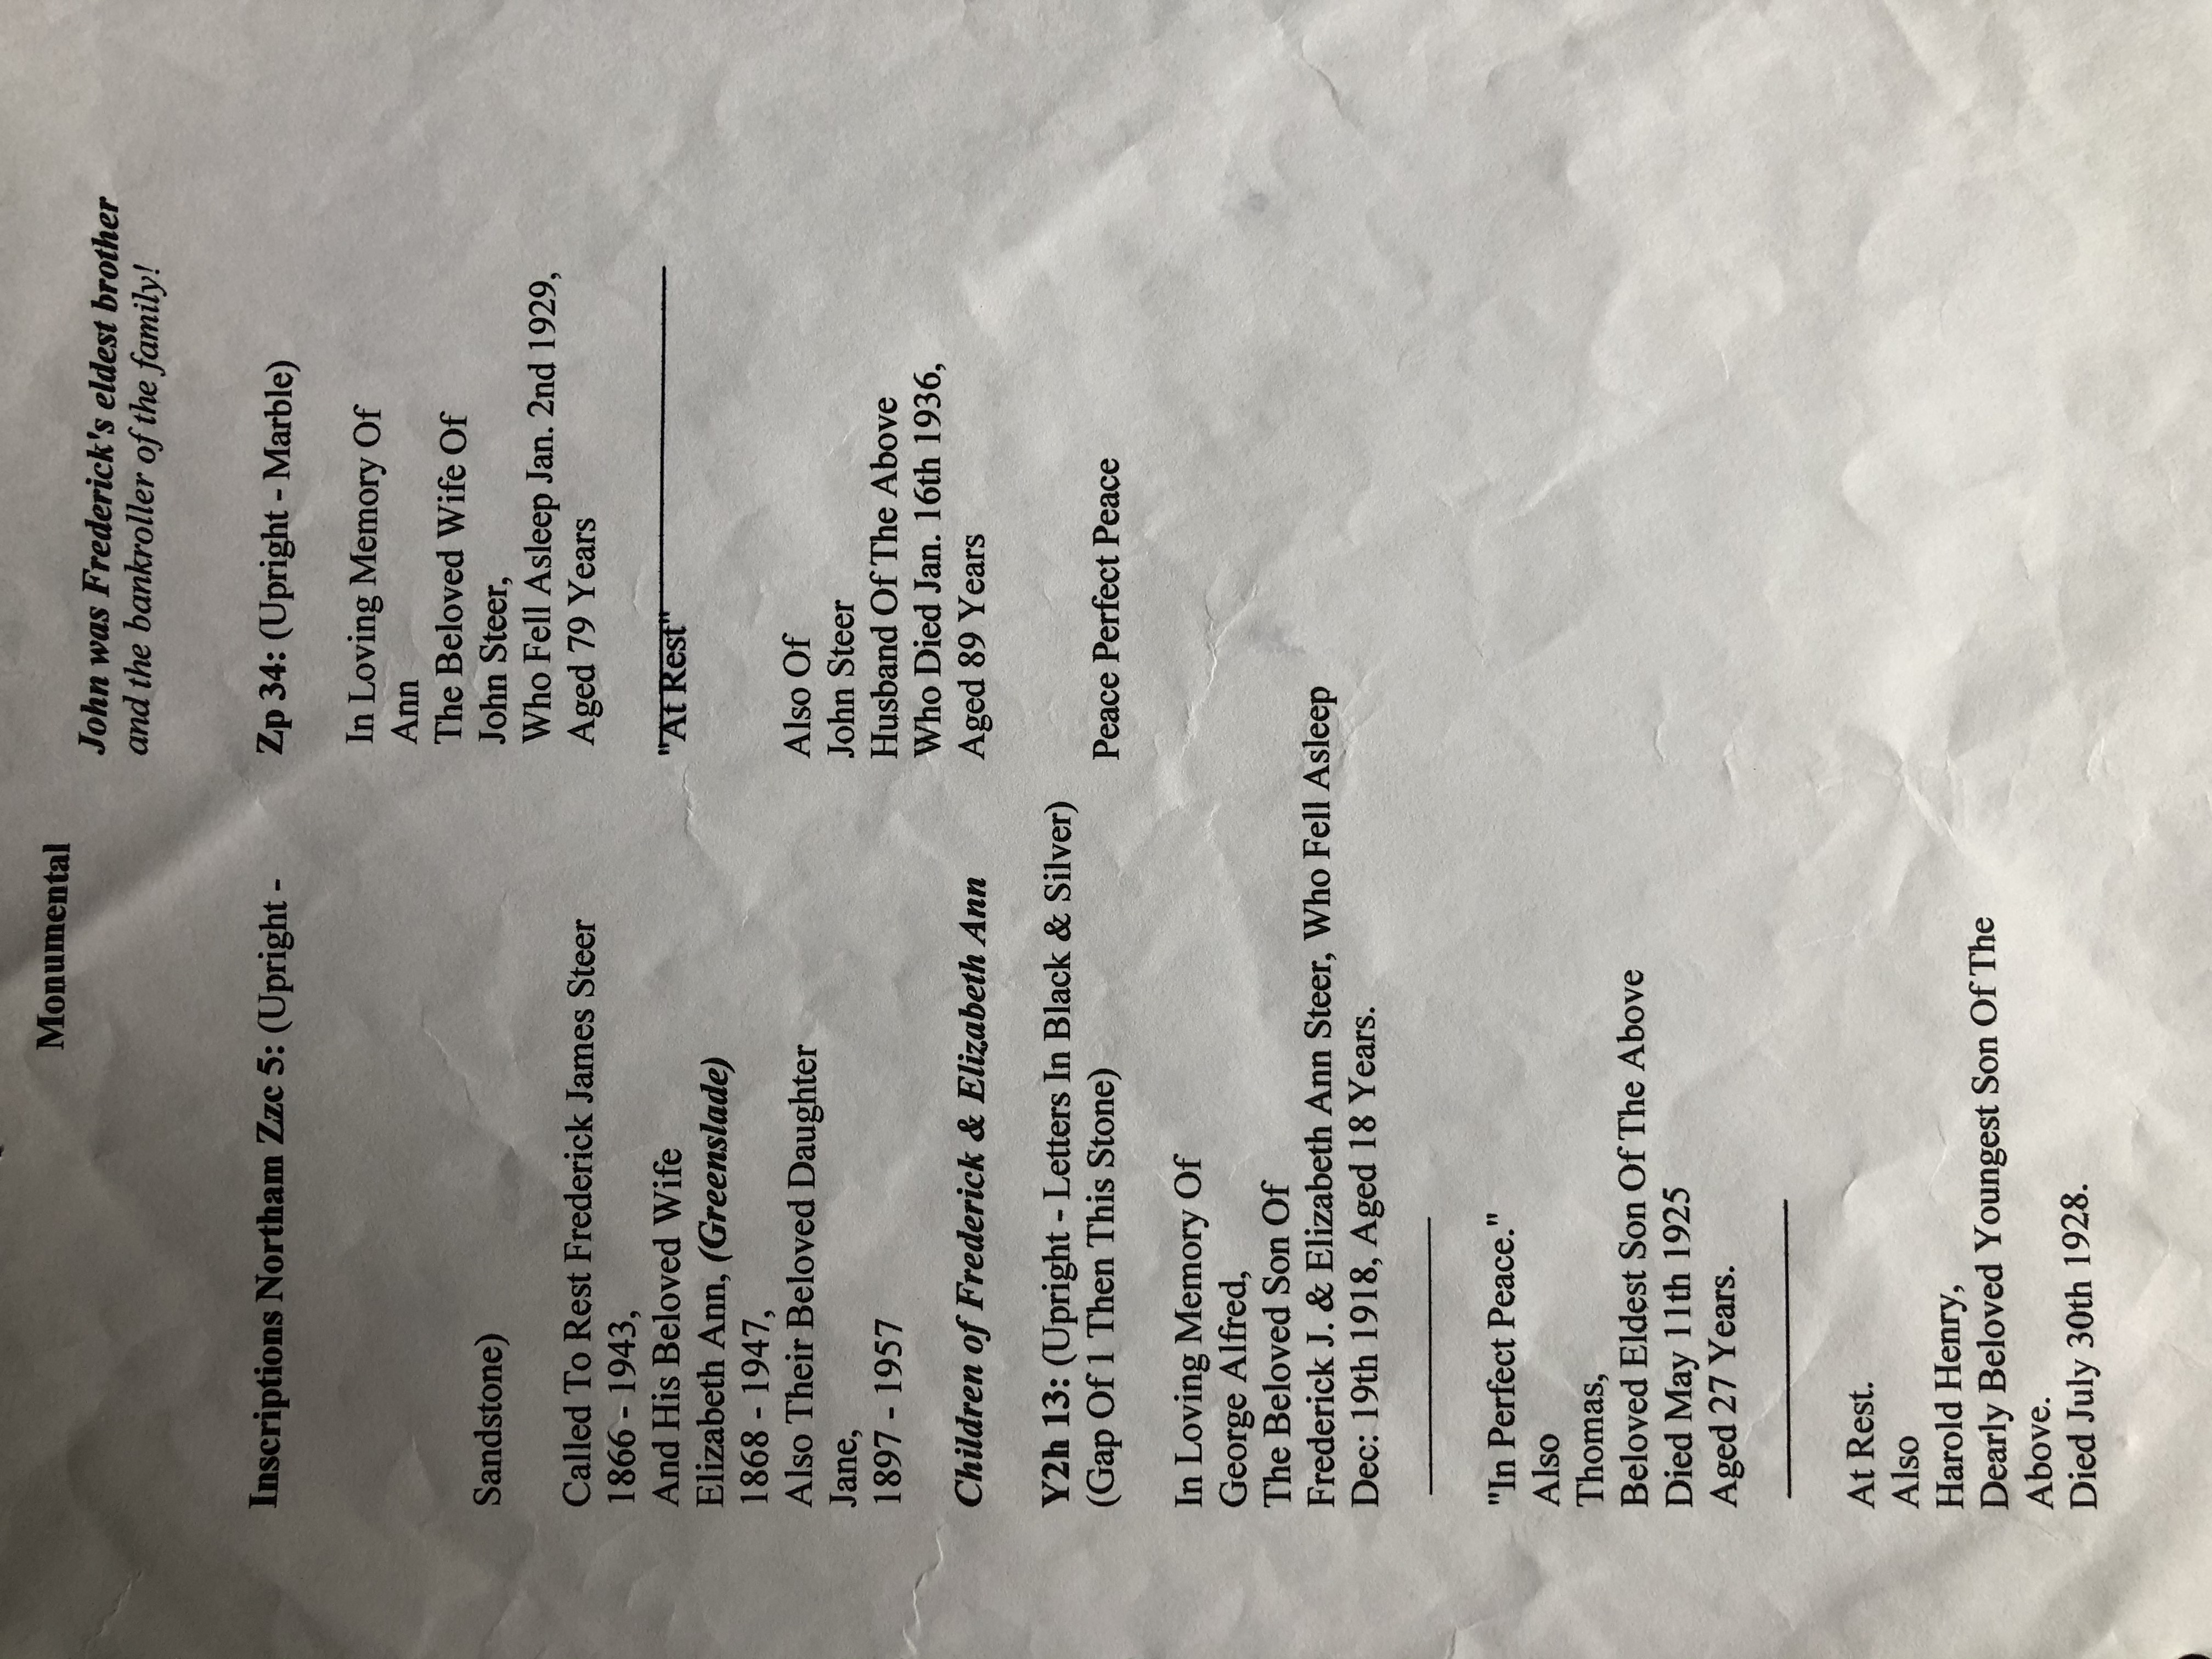 Monumental
John was Frederick's eldest brother
and the bankroller of the family!
Inscriptions Northam Zzc 5: (Upright -
Sandstone)
Called To Rest Frederick James Steer
1866 - 1943,
And His Beloved Wife
Elizabeth Ann, (Greenslade)
1868 - 1947,
Also Their Beloved Daughter
Jane,
1897 - 1957
Children of Frederick & Elizabeth Ann
Y2h 13: (Upright - Letters In Black & Silver)
(Gap Of 1 Then This Stone)
In Loving Memory Of
George Alfred,
The Beloved Son Of
Frederick J. & Elizabeth Ann Steer, Who Fell Asleep
Dec: 19th 1918, Aged 18 Years.
"In Perfect Peace."
Also
Thomas,
Beloved Eldest Son Of The Above
Died May 11th 1925
Aged 27 Years.
At Rest.
Also
Harold Henry,
Dearly Beloved Youngest Son Of The
Above.
Died July 30th 1928.
Zp 34: (Upright - Marble)
In Loving Memory Of
Ann
The Beloved Wife Of
John Steer,
Who Fell Asleep Jan. 2nd 1929,
Aged 79 Years
"At Rest"
Also Of
John Steer
Husband Of The Above
Who Died Jan. 16th 1936,
Aged 89 Years
Peace Perfect Peace